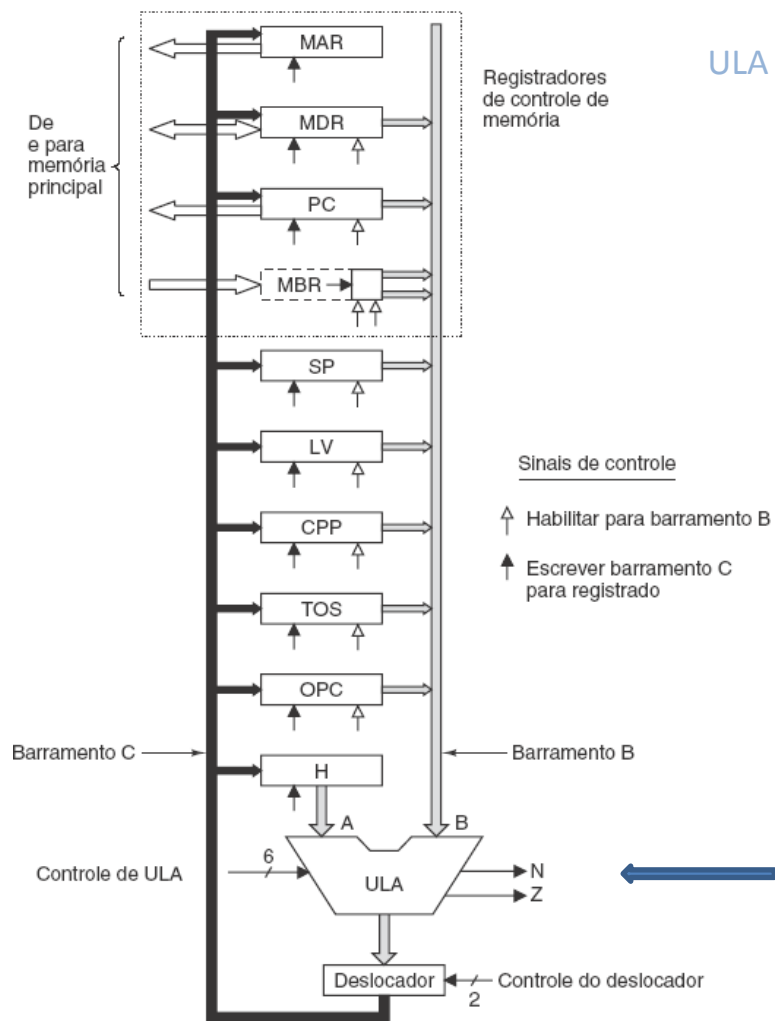 MAR
ULA
Registradores
de controle de
memória
De
e para
memória
principal
MDR
PC
MBR
SP
LV
Sinais de controle
CPP
Habilitar para barramento B
Escrever barramento C
para registrado
TOS
OPC
Barramento C
Barramento B
H
A
B
6
Controle de ULA
ULA
N
Z
Deslocador
Controle do deslocador
2